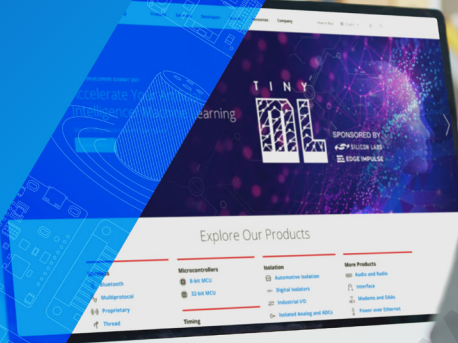 Company
Accelerate Your
Intelligence/Machine Learning
TINY
ML
SPONSORED BY
SILICON LABS
EDGE IMPULSE
Explore Our Products
Bluetooth
Multiprotocol
Proprietary
Thread
Microcontrollers
8-bit MCU
32-bit MCU
Timing
Isolation
Automotive Isolation
Digital Isolators
Industrial I/O
Isolated Analog and ADCs
More Products
Audio and Radio
Interface
Modems and DAAs
Power over Ethernet